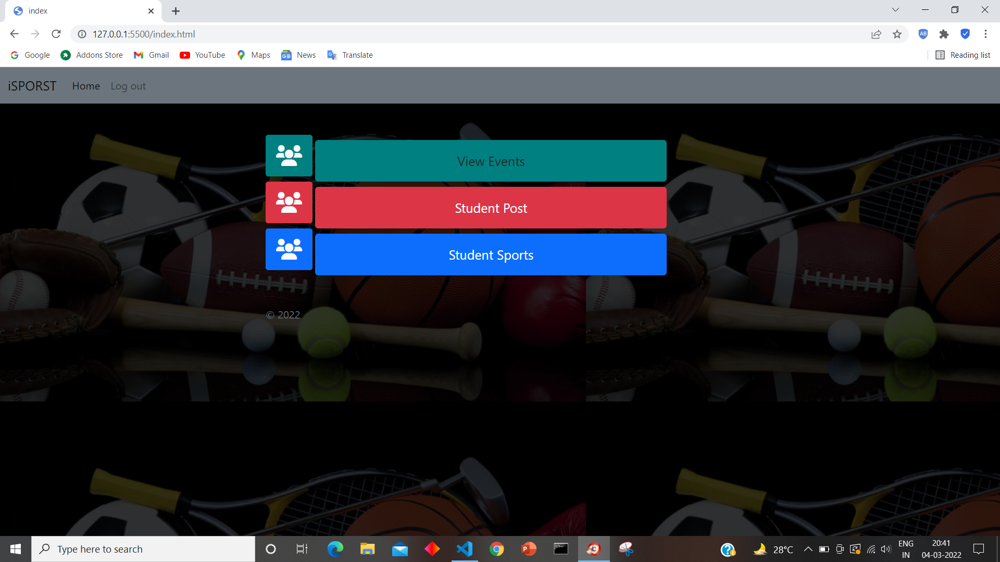 index
127.0.0.1:5500/index.html
Google Addons Store Gmail YouTube Maps News Translate Reading list
iSPORST Home Log out
View Events
Student Post
Student Sports
© 2022
Type here to search
28°C
ENG
IN
20:41
04-03-2022